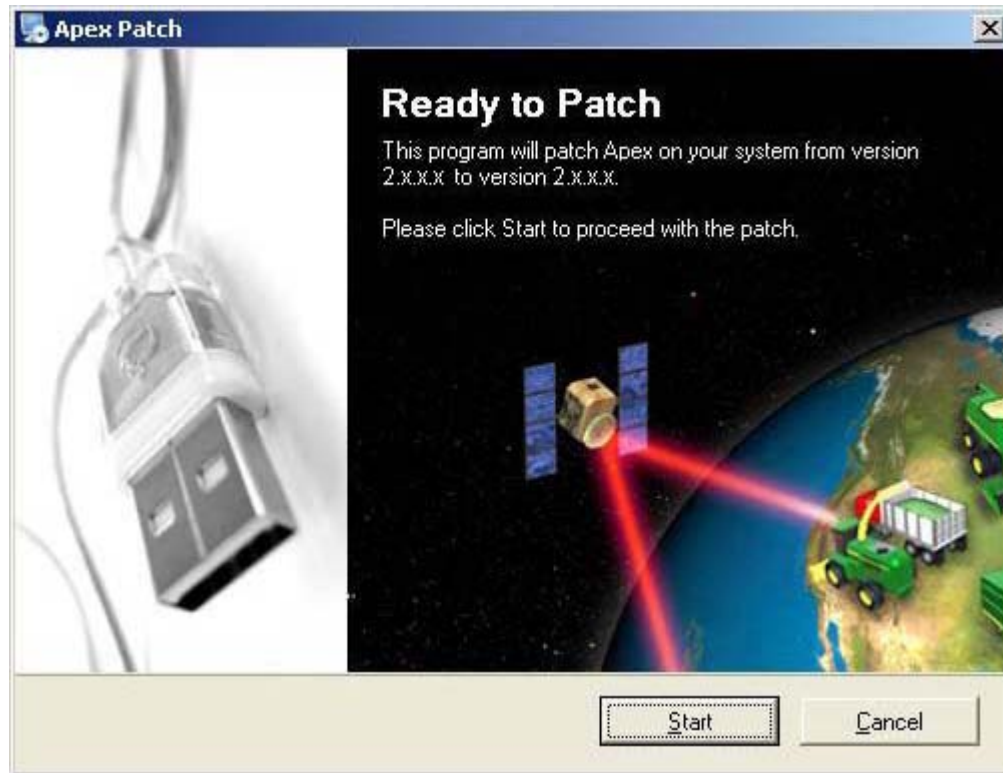 Apex Patch
Ready to Patch
This program will patch Apex on your system from version
2.x.x.x to version 2.x.x.x.
Please click Start to proceed with the patch.
Start
Cancel